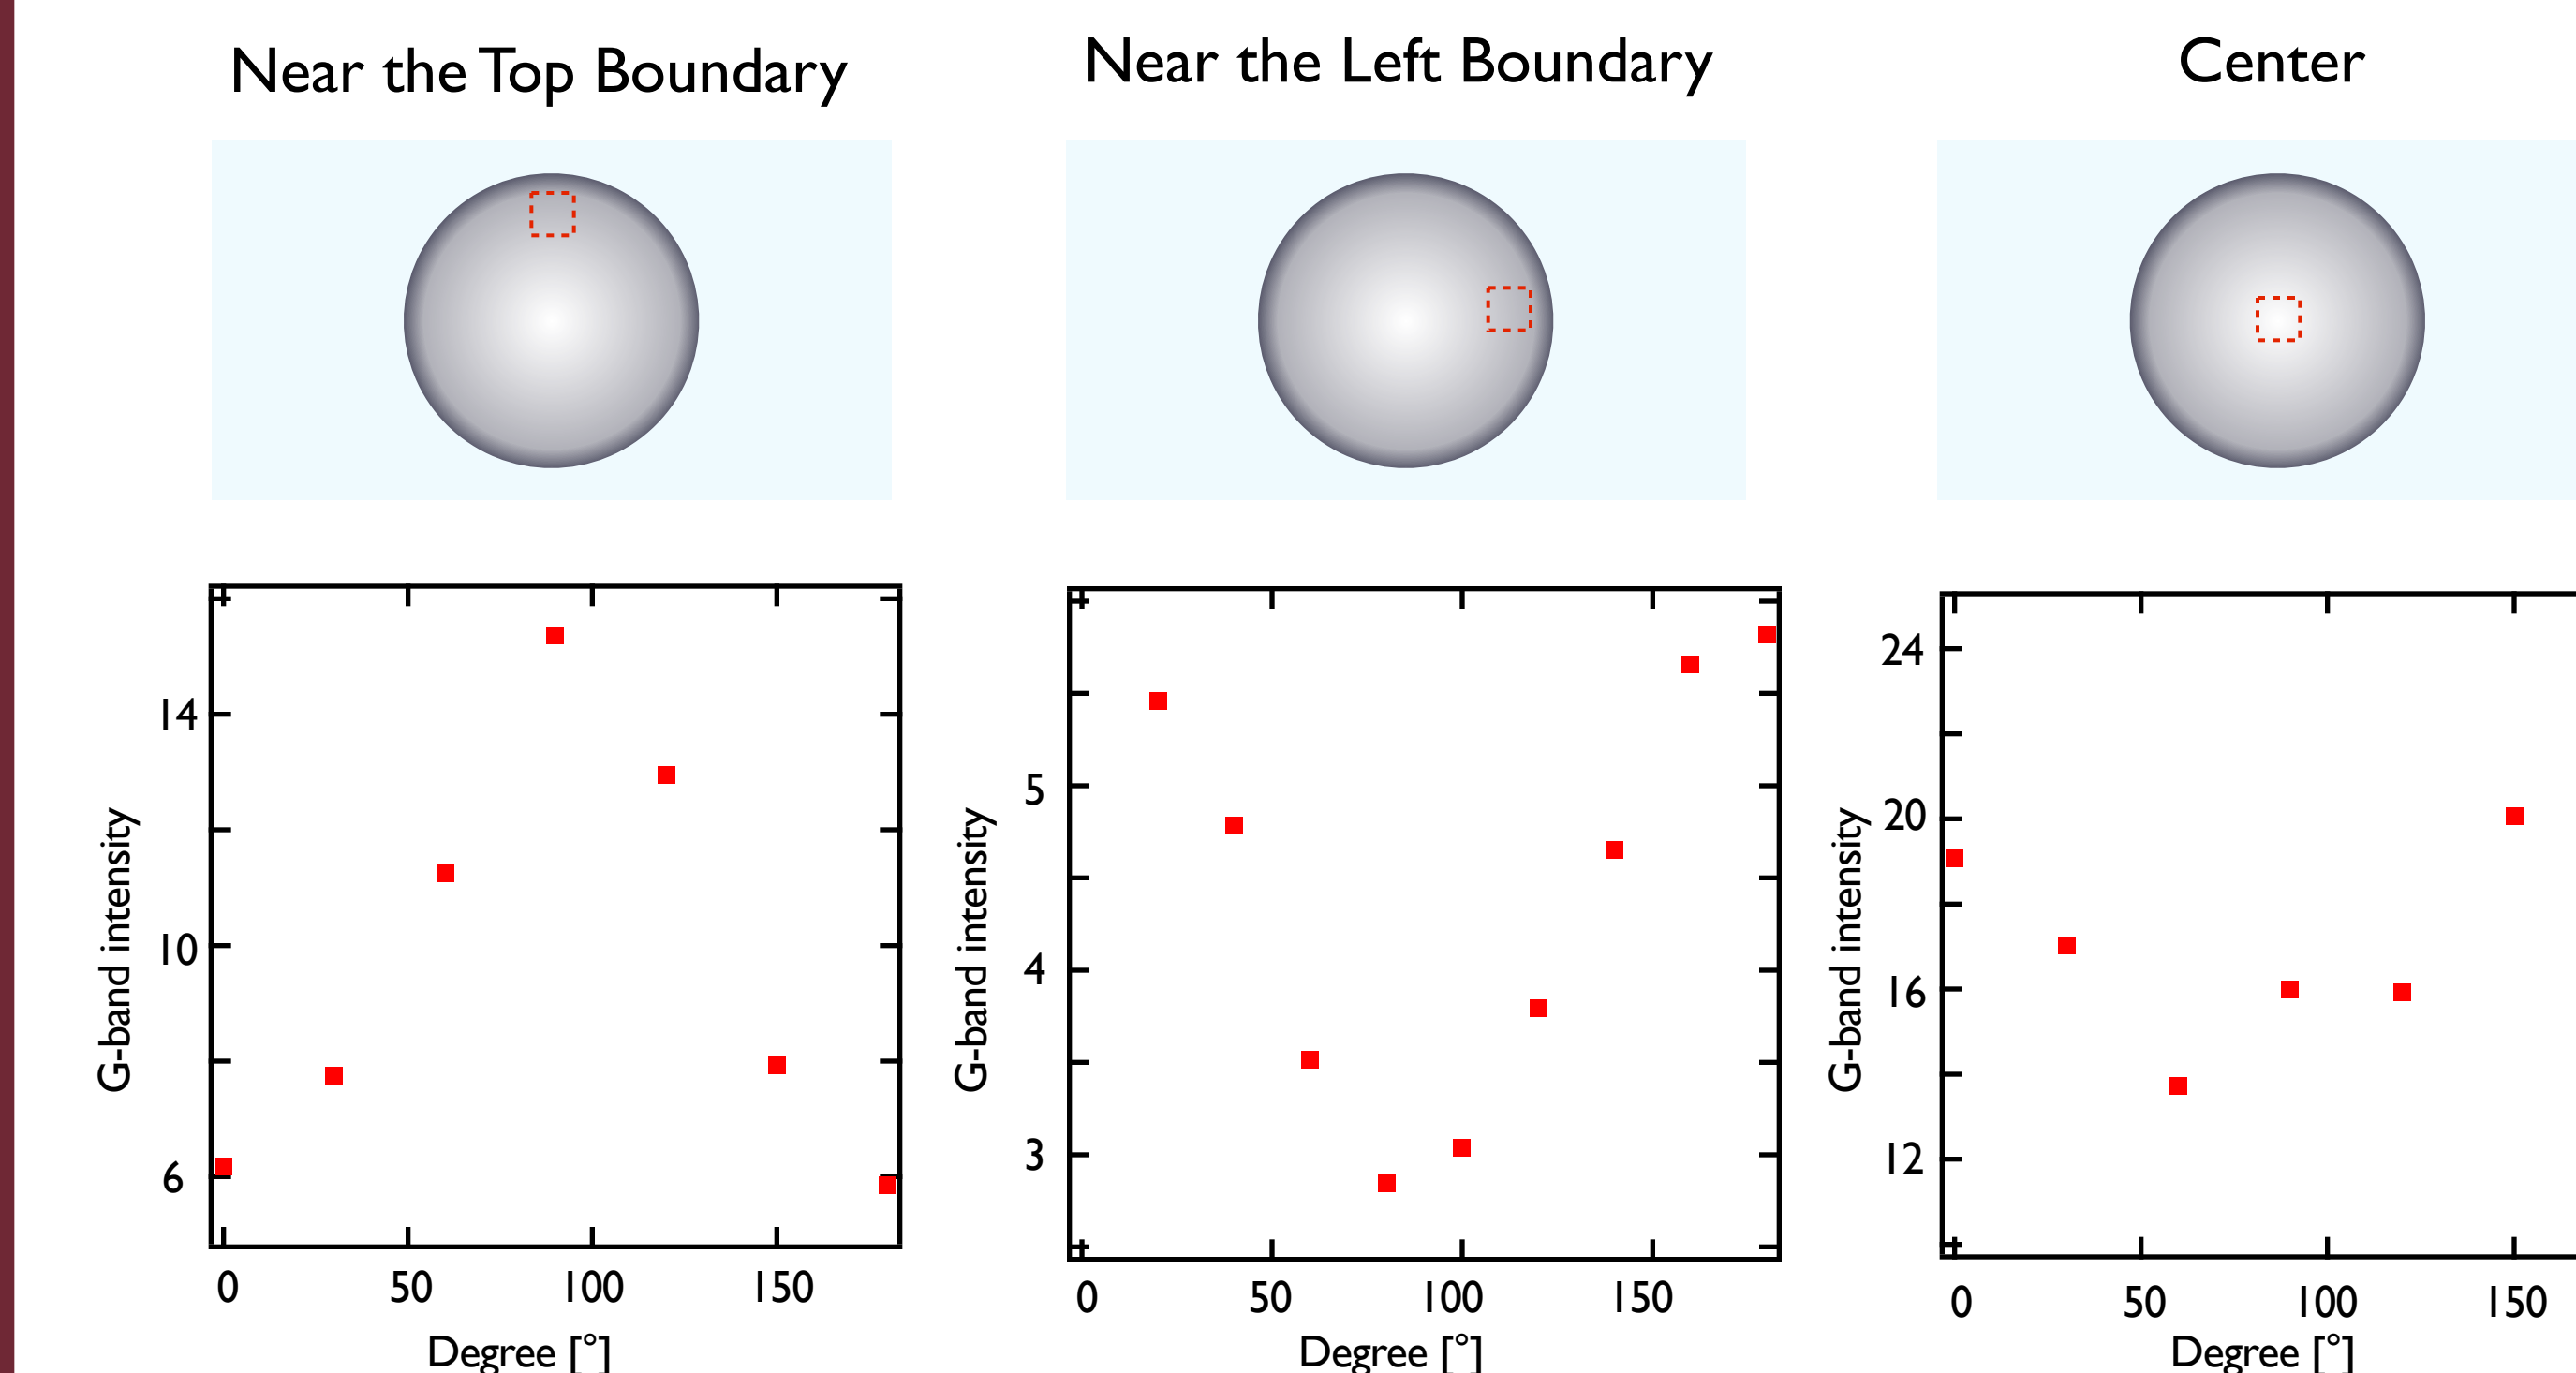 Near the Top Boundary
Near the Left Boundary
Center
14
10
6
G-band intensity
0 50 100 150
Degree [°]
5
4
3
G-band intensity
0 50 100 150
Degree [°]
24
20
16
12
G-band intensity
0 50 100 150
Degree [°]